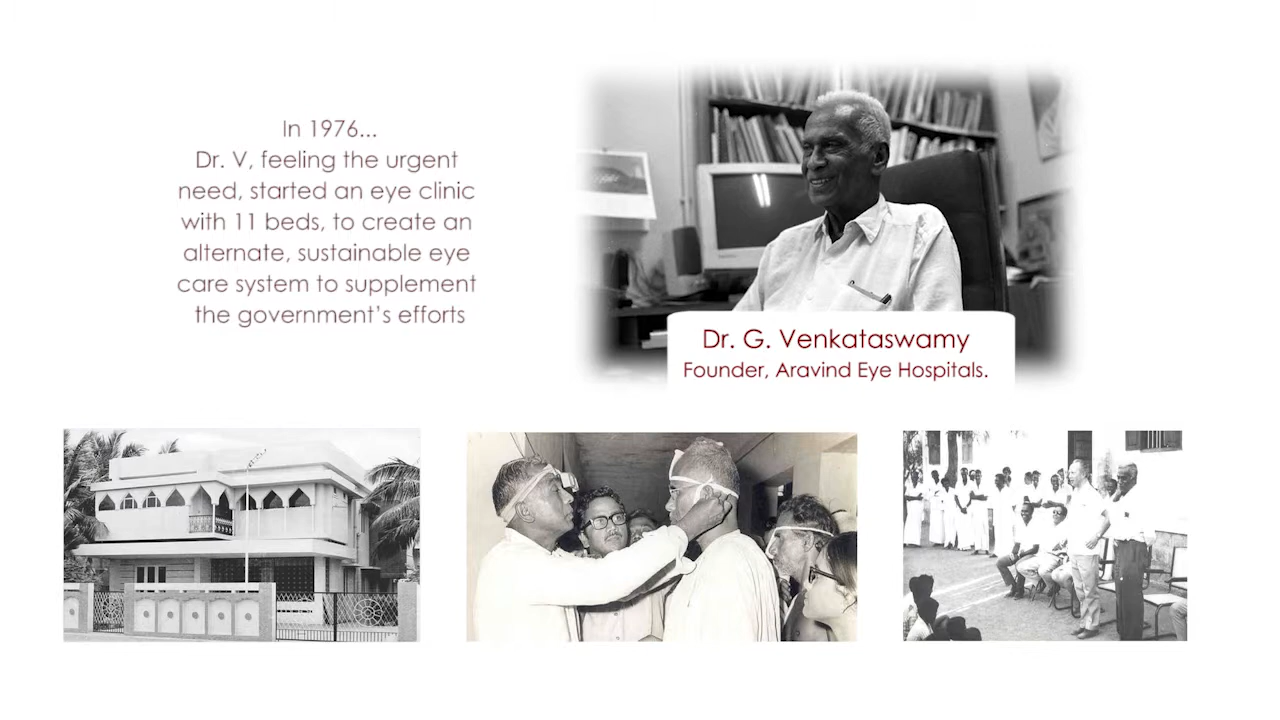 In 1976...
Dr. V, feeling the urgent
need, started an eye clinic
with 11 beds, to create an
alternate, sustainable eye
care system to supplement
the government’s efforts
Dr. G. Venkataswamy
Founder, Aravind Eye Hospitals.